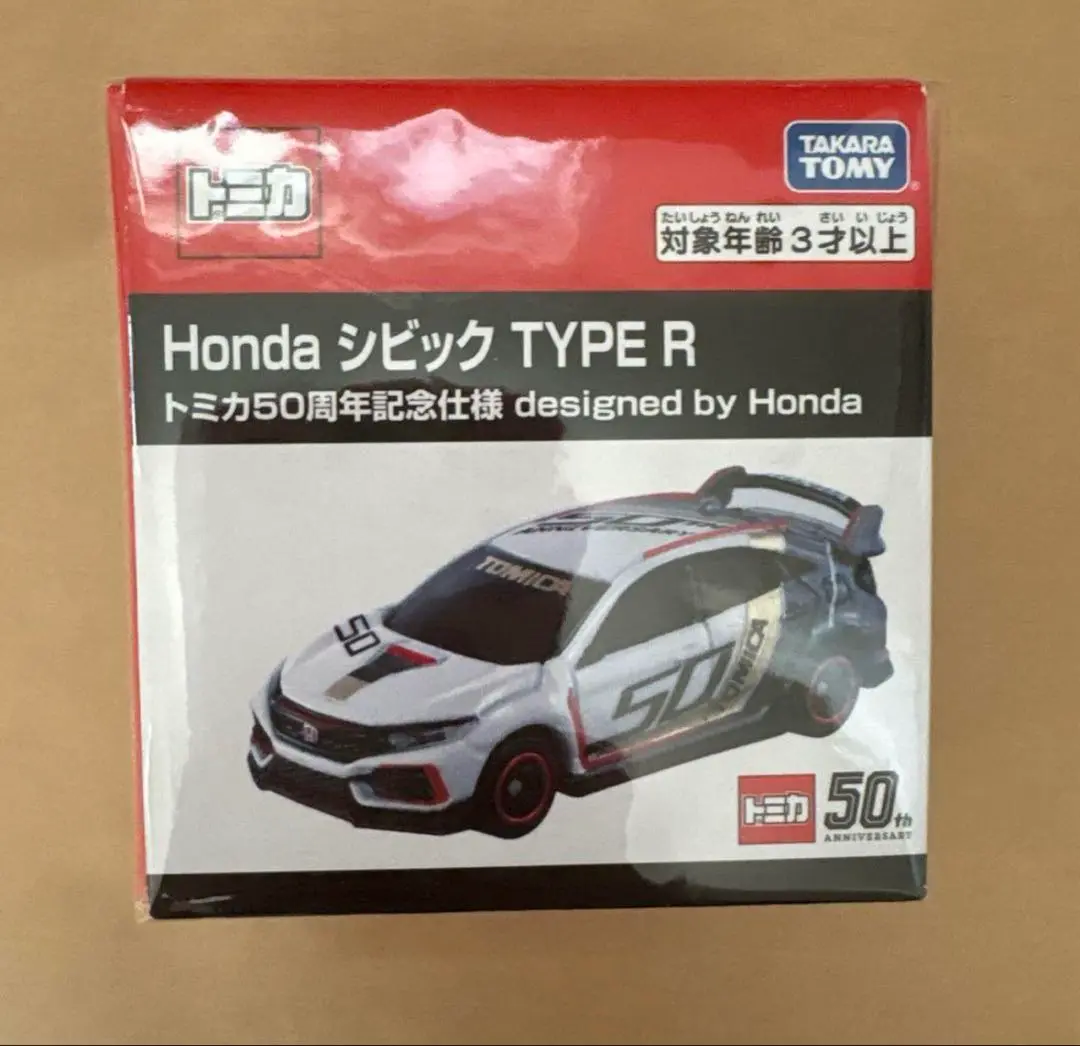 トミカ
TAKARA
TOMY
たいしょう ねん れい さい い じょう
対象年齢3才以上
Honda シビック TYPE R
トミカ50周年記念仕様 designed by Honda
TOMICA
50
ANNIVERSARY
50
50
TOMICA
トミカ 50th
ANNIVERSARY